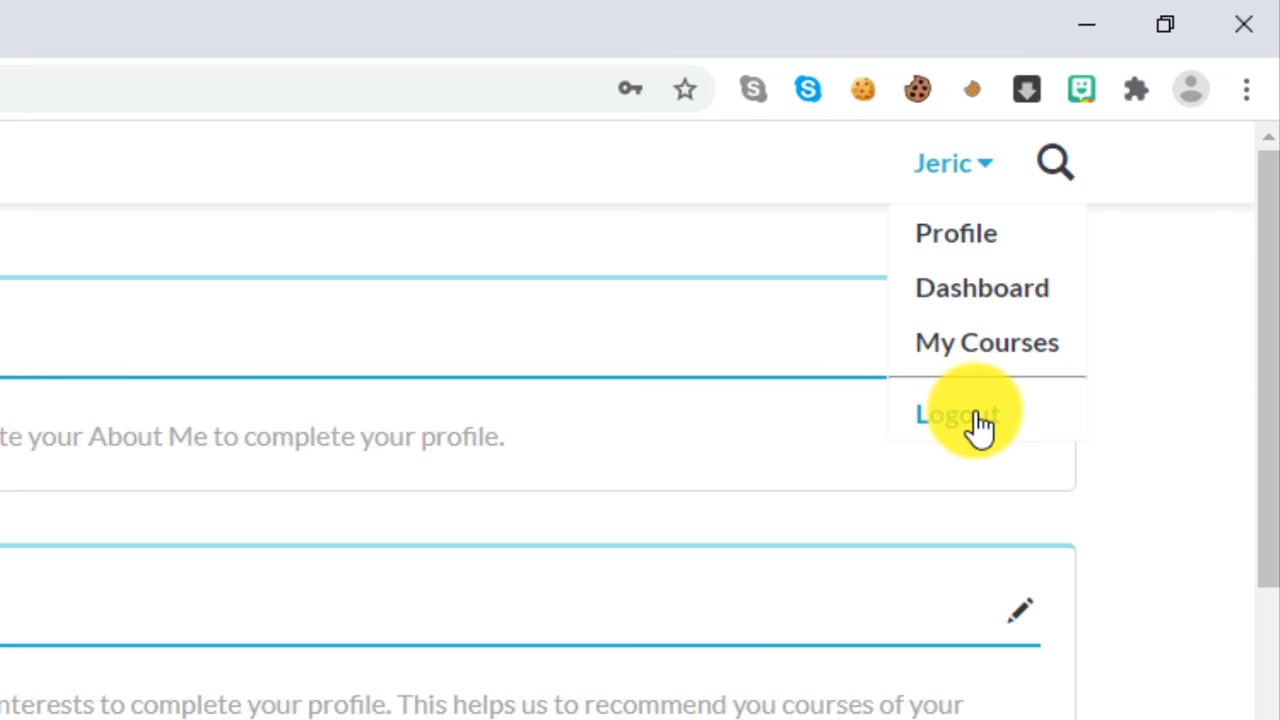 Jeric
Profile
Dashboard
My Courses
Logout
te your About Me to complete your profile.
nterests to complete your profile. This helps us to recommend you courses of your